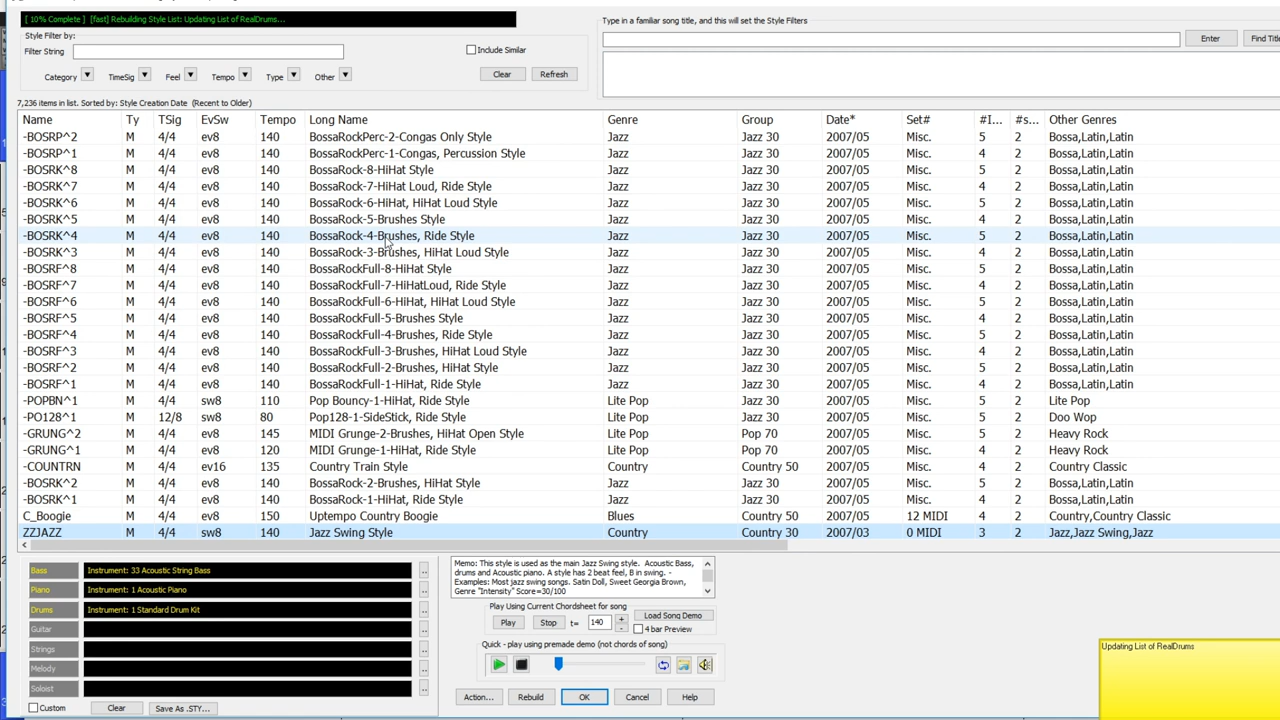 [ 10% Complete ] [fast] Rebuilding Style List: Updating List of RealDrums...
Type in a familiar song title, and this will set the Style Filters
Style Filter by:
Filter String
Include Similar
Enter
Find Title
Category TimeSig Feel Tempo Type Other Clear Refresh
7,236 items in list. Sorted by: Style Creation Date (Recent to Older)
Name Ty TSig EvSw Tempo Long Name Genre Group Date* Set# #I... #s... Other Genres
-BOSRP^2 M 4/4 ev8 140 BossaRockPerc-2-Congas Only Style Jazz Jazz 30 2007/05 Misc. 5 2 Bossa,Latin,Latin
-BOSRP^1 M 4/4 ev8 140 BossaRockPerc-1-Congas, Percussion Style Jazz Jazz 30 2007/05 Misc. 4 2 Bossa,Latin,Latin
-BOSRK^8 M 4/4 ev8 140 BossaRock-8-HiHat Style Jazz Jazz 30 2007/05 Misc. 5 2 Bossa,Latin,Latin
-BOSRK^7 M 4/4 ev8 140 BossaRock-7-HiHat Loud, Ride Style Jazz Jazz 30 2007/05 Misc. 4 2 Bossa,Latin,Latin
-BOSRK^6 M 4/4 ev8 140 BossaRock-6-HiHat, HiHat Loud Style Jazz Jazz 30 2007/05 Misc. 5 2 Bossa,Latin,Latin
-BOSRK^5 M 4/4 ev8 140 BossaRock-5-Brushes Style Jazz Jazz 30 2007/05 Misc. 4 2 Bossa,Latin,Latin
-BOSRK^4 M 4/4 ev8 140 BossaRock-4-Brushes, Ride Style Jazz Jazz 30 2007/05 Misc. 5 2 Bossa,Latin,Latin
-BOSRK^3 M 4/4 ev8 140 BossaRock-3-Brushes, HiHat Loud Style Jazz Jazz 30 2007/05 Misc. 4 2 Bossa,Latin,Latin
-BOSRF^8 M 4/4 ev8 140 BossaRockFull-8-HiHat Style Jazz Jazz 30 2007/05 Misc. 5 2 Bossa,Latin,Latin
-BOSRF^7 M 4/4 ev8 140 BossaRockFull-7-HiHatLoud, Ride Style Jazz Jazz 30 2007/05 Misc. 4 2 Bossa,Latin,Latin
-BOSRF^6 M 4/4 ev8 140 BossaRockFull-6-HiHat, HiHat Loud Style Jazz Jazz 30 2007/05 Misc. 5 2 Bossa,Latin,Latin
-BOSRF^5 M 4/4 ev8 140 BossaRockFull-5-Brushes Style Jazz Jazz 30 2007/05 Misc. 4 2 Bossa,Latin,Latin
-BOSRF^4 M 4/4 ev8 140 BossaRockFull-4-Brushes, Ride Style Jazz Jazz 30 2007/05 Misc. 5 2 Bossa,Latin,Latin
-BOSRF^3 M 4/4 ev8 140 BossaRockFull-3-Brushes, HiHat Loud Style Jazz Jazz 30 2007/05 Misc. 4 2 Bossa,Latin,Latin
-BOSRF^2 M 4/4 ev8 140 BossaRockFull-2-Brushes, HiHat Style Jazz Jazz 30 2007/05 Misc. 5 2 Bossa,Latin,Latin
-BOSRF^1 M 4/4 ev8 140 BossaRockFull-1-HiHat, Ride Style Jazz Jazz 30 2007/05 Misc. 4 2 Bossa,Latin,Latin
-POPBN^1 M 4/4 sw8 110 Pop Bouncy-1-HiHat, Ride Style Lite Pop Lite Pop 2007/05 Misc. 5 2 Lite Pop
-PO128^1 M 12/8 sw8 80 Pop128-1-SideStick, Ride Style Lite Pop Lite Pop 2007/05 Misc. 4 2 Doo Wop
-GRUNG^2 M 4/4 ev8 145 MIDI Grunge-2-Brushes, HiHat Open Style Lite Pop Pop 70 2007/05 Misc. 5 2 Heavy Rock
-GRUNG^1 M 4/4 ev8 120 MIDI Grunge-1-HiHat, Ride Style Lite Pop Pop 70 2007/05 Misc. 4 2 Heavy Rock
-COUNTRN M 4/4 ev16 135 Country Train Style Country Country 50 2007/05 Misc. 4 2 Country Classic
-BOSRK^2 M 4/4 ev8 140 BossaRock-2-Brushes, HiHat Style Jazz Jazz 30 2007/05 Misc. 5 2 Bossa,Latin,Latin
-BOSRK^1 M 4/4 ev8 140 BossaRock-1-HiHat, Ride Style Jazz Jazz 30 2007/05 Misc. 4 2 Bossa,Latin,Latin
C_Boogie M 4/4 ev8 150 Uptempo Country Boogie Blues Country 50 2007/05 12 MIDI 4 2 Country,Country Classic
ZZJAZZ M 4/4 sw8 140 Jazz Swing Style Country Country 30 2007/03 0 MIDI 3 2 Jazz,Jazz Swing,Jazz
Bass Instrument: 33 Acoustic String Bass
Piano Instrument: 1 Acoustic Piano
Drums Instrument: 1 Standard Drum Kit
Guitar
Strings
Melody
Soloist
Custom Clear Save As .STY...
Memo: This style is used as the main Jazz Swing style. Acoustic Bass,
drums and Acoustic piano. A style has 2 beat feel, B in swing. -
Examples: Most jazz swing songs. Satin Doll, Sweet Georgia Brown,
Genre "Intensity" Score=30/100
Play Using Current Chordsheet for song
Play Stop t= 140 + - Load Song Demo
4 bar Preview
Quick - play using premade demo (not chords of song)
Action... Rebuild OK Cancel Help
Updating List of RealDrums